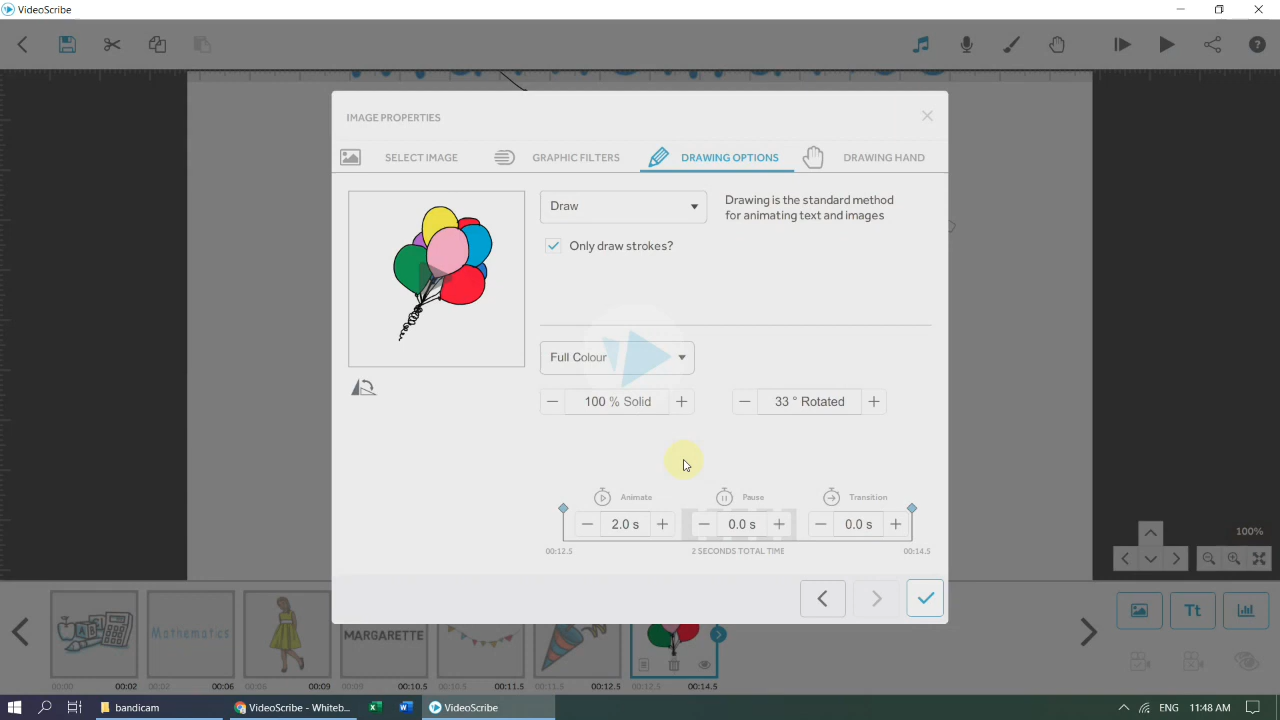 VideoScribe
IMAGE PROPERTIES
SELECT IMAGE
GRAPHIC FILTERS
DRAWING OPTIONS
DRAWING HAND
Draw
Drawing is the standard method
for animating text and images
Only draw strokes?
Full Colour
100 % Solid
33 ° Rotated
Animate
Pause
Transition
2.0 s
0.0 s
0.0 s
00:12.5
2 SECONDS TOTAL TIME
00:14.5
100%
Mathematics
MARGARETTE
Tt
00:00
00:02
00:02
00:06
00:06
00:09
00:09
00:10.5
00:10.5
00:11.5
00:11.5
00:12.5
00:12.5
00:14.5
bandicam
VideoScribe - Whiteb...
VideoScribe
ENG
11:48 AM